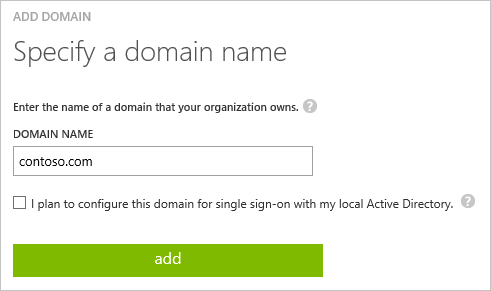 ADD DOMAIN
Specify a domain name
Enter the name of a domain that your organization owns. ?
DOMAIN NAME
contoso.com
I plan to configure this domain for single sign-on with my local Active Directory. ?
add